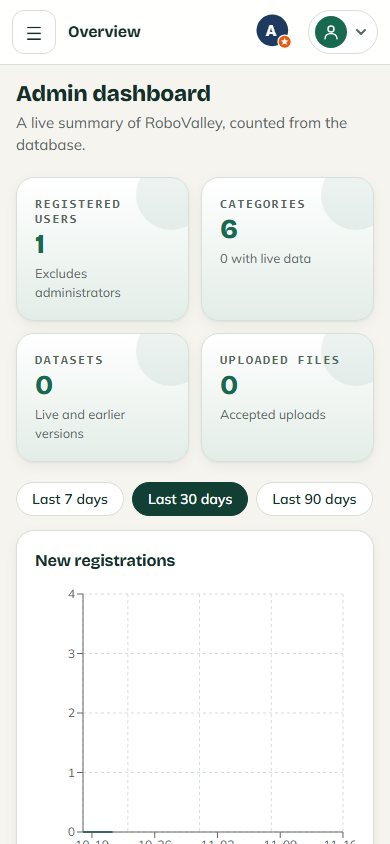 Overview
A
Admin dashboard
A live summary of RoboValley, counted from the
database.
REGISTERED
USERS
1
Excludes
administrators
CATEGORIES
6
0 with live data
DATASETS
0
Live and earlier
versions
UPLOADED FILES
0
Accepted uploads
Last 7 days
Last 30 days
Last 90 days
New registrations
4
3
2
1
0